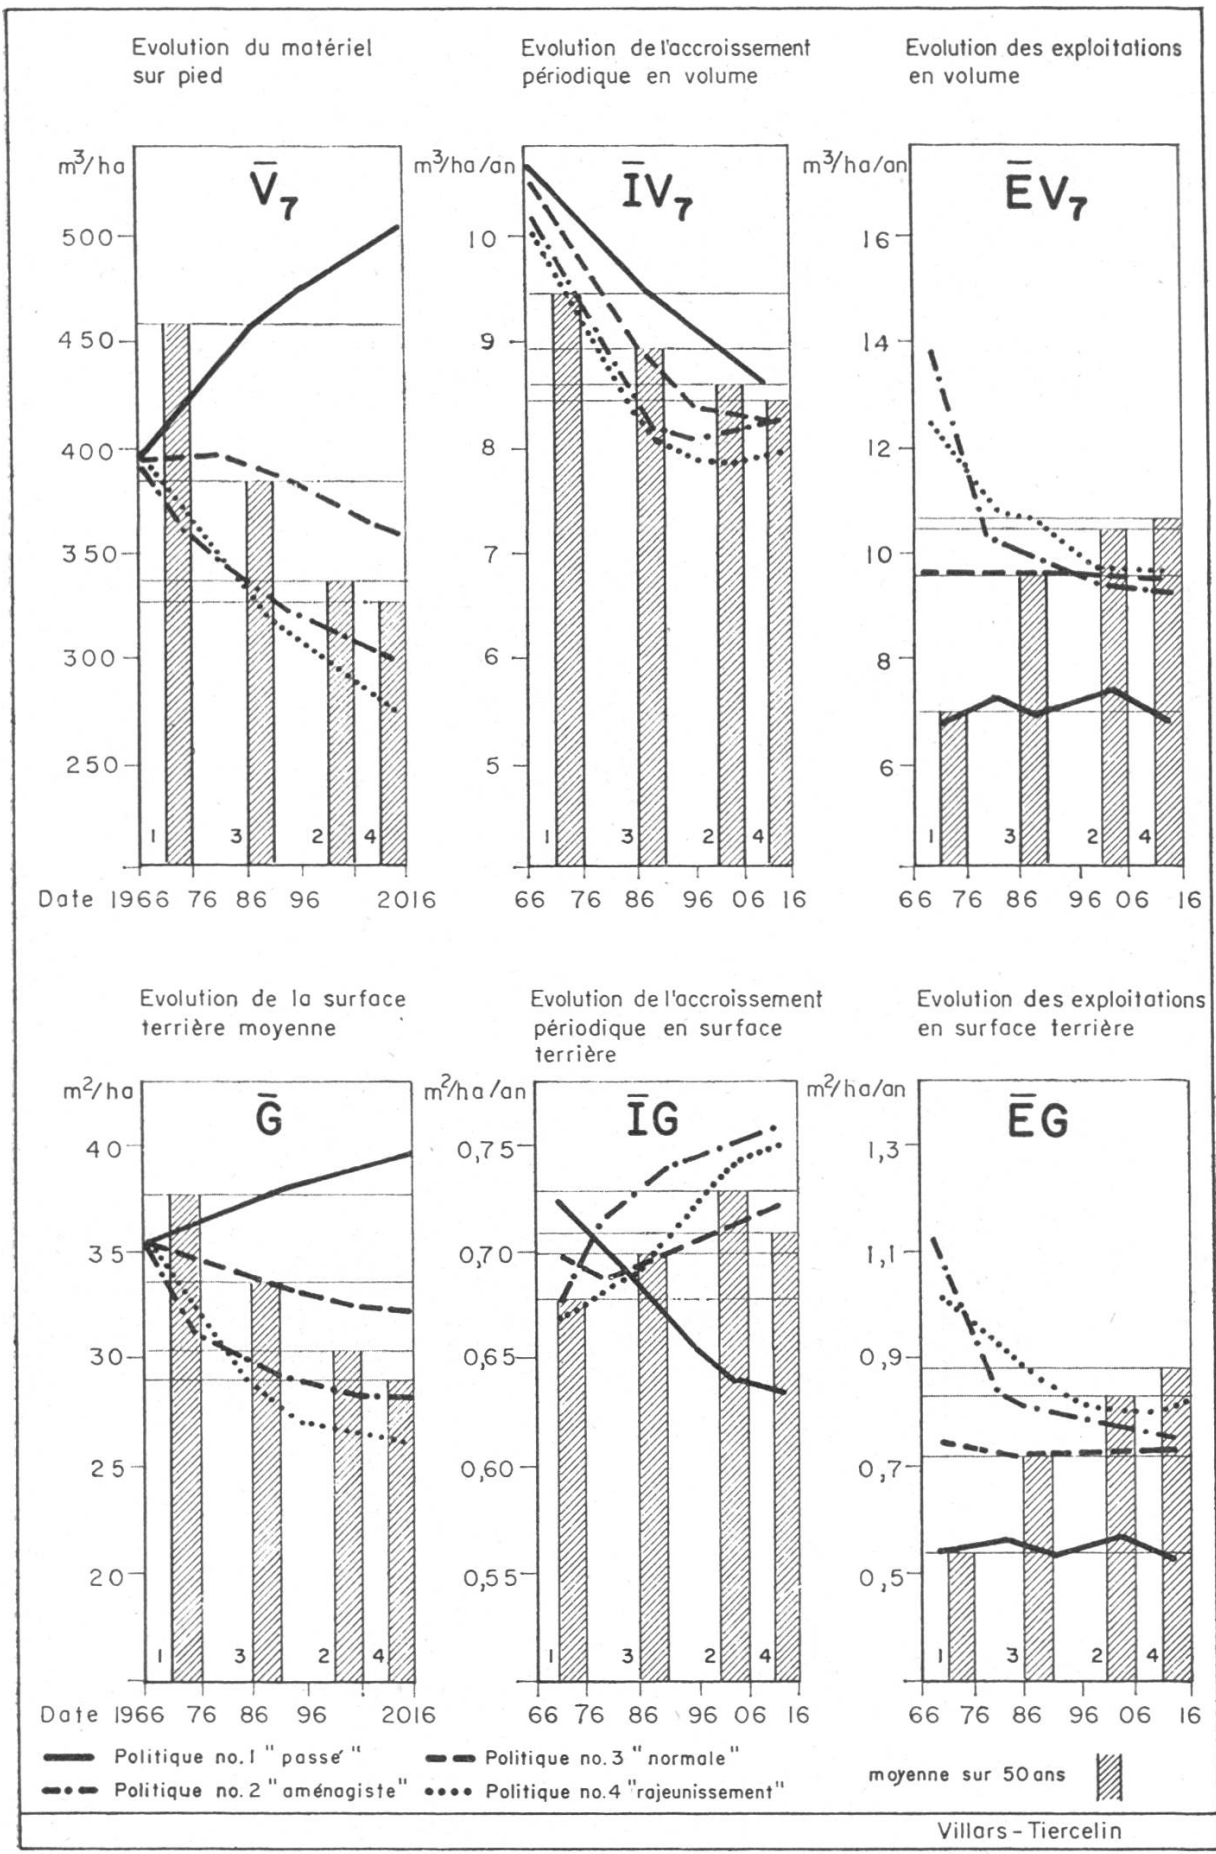 Evolution du matériel
sur pied
Evolution de l'accroissement
périodique en volume
Evolution des exploitations
en volume
m³/ha
V̅₇
m³/ha/an
I̅V₇
m³/ha/an
E̅V₇
500
450
400
350
300
250
1 3 2 4
10
9
8
7
6
5
1 3 2 4
16
14
12
10
8
6
1 3 2 4
Date 1966 76 86 96 2016
66 76 86 96 06 16
66 76 86 96 06 16
Evolution de la surface
terrière moyenne
Evolution de l'accroissement
périodique en surface
terrière
Evolution des exploitations
en surface terrière
m²/ha
G̅
m²/ha/an
I̅G
m²/ha/an
E̅G
40
35
30
25
20
1 3 2 4
0,75
0,70
0,65
0,60
0,55
1 3 2 4
1,3
1,1
0,9
0,7
0,5
1 3 2 4
Date 1966 76 86 96 2016
66 76 86 96 06 16
66 76 86 96 06 16
Politique no.1 "passé"
Politique no.3 "normale"
Politique no.2 "aménagiste"
Politique no.4 "rajeunissement"
moyenne sur 50 ans
Villars-Tiercelin